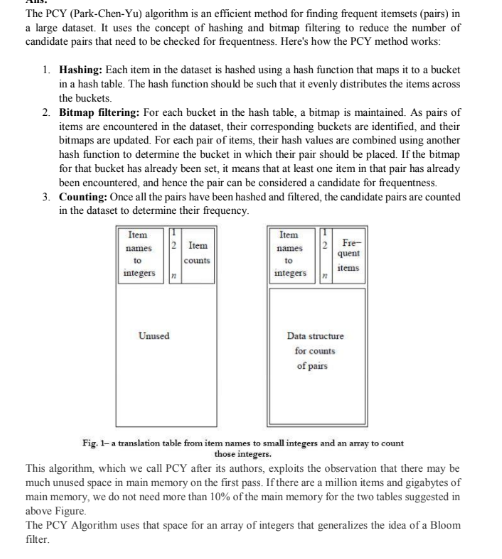 Ans:
The PCY (Park-Chen-Yu) algorithm is an efficient method for finding frequent itemsets (pairs) in
a large dataset. It uses the concept of hashing and bitmap filtering to reduce the number of
candidate pairs that need to be checked for frequentness. Here's how the PCY method works:
1. Hashing: Each item in the dataset is hashed using a hash function that maps it to a bucket
in a hash table. The hash function should be such that it evenly distributes the items across
the buckets.
2. Bitmap filtering: For each bucket in the hash table, a bitmap is maintained. As pairs of
items are encountered in the dataset, their corresponding buckets are identified, and their
bitmaps are updated. For each pair of items, their hash values are combined using another
hash function to determine the bucket in which their pair should be placed. If the bitmap
for that bucket has already been set, it means that at least one item in that pair has already
been encountered, and hence the pair can be considered a candidate for frequentness.
3. Counting: Once all the pairs have been hashed and filtered, the candidate pairs are counted
in the dataset to determine their frequency.
Item
names
to
integers
1
2
n
Item
counts
Unused
Item
names
to
integers
1
2
n
Fre-
quent
items
Data structure
for counts
of pairs
Fig. 1– a translation table from item names to small integers and an array to count
those integers.
This algorithm, which we call PCY after its authors, exploits the observation that there may be
much unused space in main memory on the first pass. If there are a million items and gigabytes of
main memory, we do not need more than 10% of the main memory for the two tables suggested in
above Figure.
The PCY Algorithm uses that space for an array of integers that generalizes the idea of a Bloom
filter.